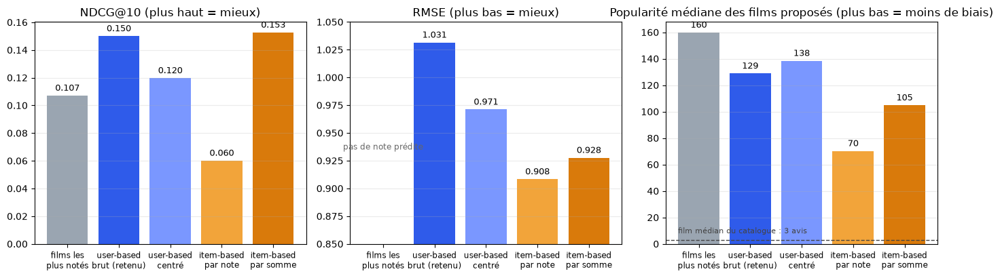 NDCG@10 (plus haut = mieux)
0.16
0.14
0.12
0.10
0.08
0.06
0.04
0.02
0.00
0.107
0.150
0.120
0.060
0.153
films les
plus notés
user-based
brut (retenu)
user-based
centré
item-based
par note
item-based
par somme
RMSE (plus bas = mieux)
1.050
1.025
1.000
0.975
0.950
0.925
0.900
0.875
0.850
pas de note prédite
1.031
0.971
0.908
0.928
films les
plus notés
user-based
brut (retenu)
user-based
centré
item-based
par note
item-based
par somme
Popularité médiane des films proposés (plus bas = moins de biais)
160
140
120
100
80
60
40
20
0
160
129
138
70
105
film médian du catalogue : 3 avis
films les
plus notés
user-based
brut (retenu)
user-based
centré
item-based
par note
item-based
par somme